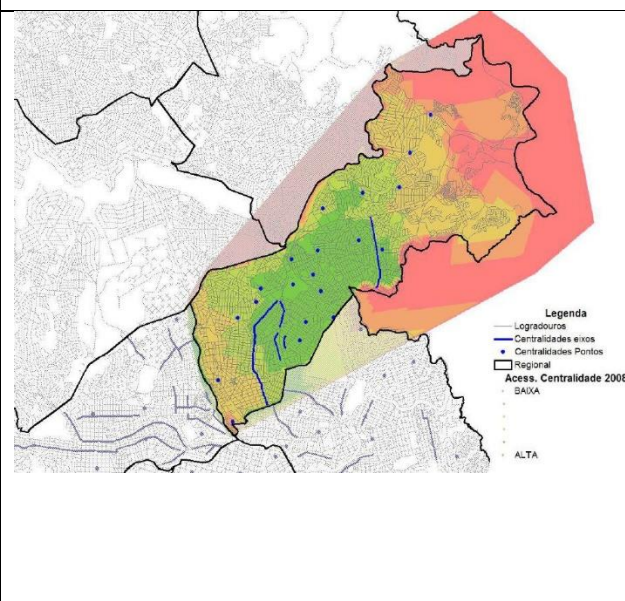 Legenda
Logradouros
Centralidades eixos
Centralidades Pontos
Regional
Acess. Centralidade 2008
BAIXA
ALTA